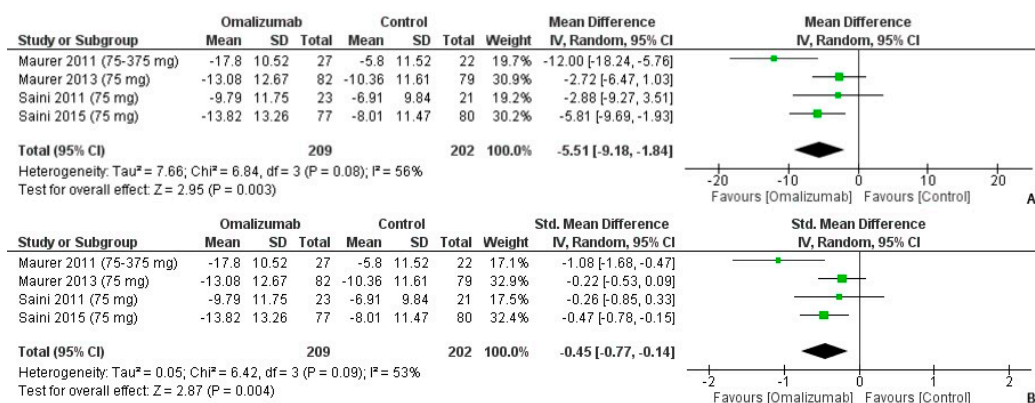 Omalizumab Control Mean Difference Mean Difference
Study or Subgroup Mean SD Total Mean SD Total Weight IV, Random, 95% CI IV, Random, 95% CI
Maurer 2011 (75-375 mg) -17.8 10.52 27 -5.8 11.52 22 19.7% -12.00 [-18.24, -5.76]
Maurer 2013 (75 mg) -13.08 12.67 82 -10.36 11.61 79 30.9% -2.72 [-6.47, 1.03]
Saini 2011 (75 mg) -9.79 11.75 23 -6.91 9.84 21 19.2% -2.88 [-9.27, 3.51]
Saini 2015 (75 mg) -13.82 13.26 77 -8.01 11.47 80 30.2% -5.81 [-9.69, -1.93]
Total (95% CI) 209 202 100.0% -5.51 [-9.18, -1.84]
Heterogeneity: Tau² = 7.66; Chi² = 6.84, df = 3 (P = 0.08); I² = 56%
Test for overall effect: Z = 2.95 (P = 0.003)
-20 -10 0 10 20
Favours [Omalizumab] Favours [Control]
A
Omalizumab Control Std. Mean Difference Std. Mean Difference
Study or Subgroup Mean SD Total Mean SD Total Weight IV, Random, 95% CI IV, Random, 95% CI
Maurer 2011 (75-375 mg) -17.8 10.52 27 -5.8 11.52 22 17.1% -1.08 [-1.68, -0.47]
Maurer 2013 (75 mg) -13.08 12.67 82 -10.36 11.61 79 32.9% -0.22 [-0.53, 0.09]
Saini 2011 (75 mg) -9.79 11.75 23 -6.91 9.84 21 17.5% -0.26 [-0.85, 0.33]
Saini 2015 (75 mg) -13.82 13.26 77 -8.01 11.47 80 32.4% -0.47 [-0.78, -0.15]
Total (95% CI) 209 202 100.0% -0.45 [-0.77, -0.14]
Heterogeneity: Tau² = 0.05; Chi² = 6.42, df = 3 (P = 0.09); I² = 53%
Test for overall effect: Z = 2.87 (P = 0.004)
-2 -1 0 1 2
Favours [Omalizumab] Favours [Control]
B